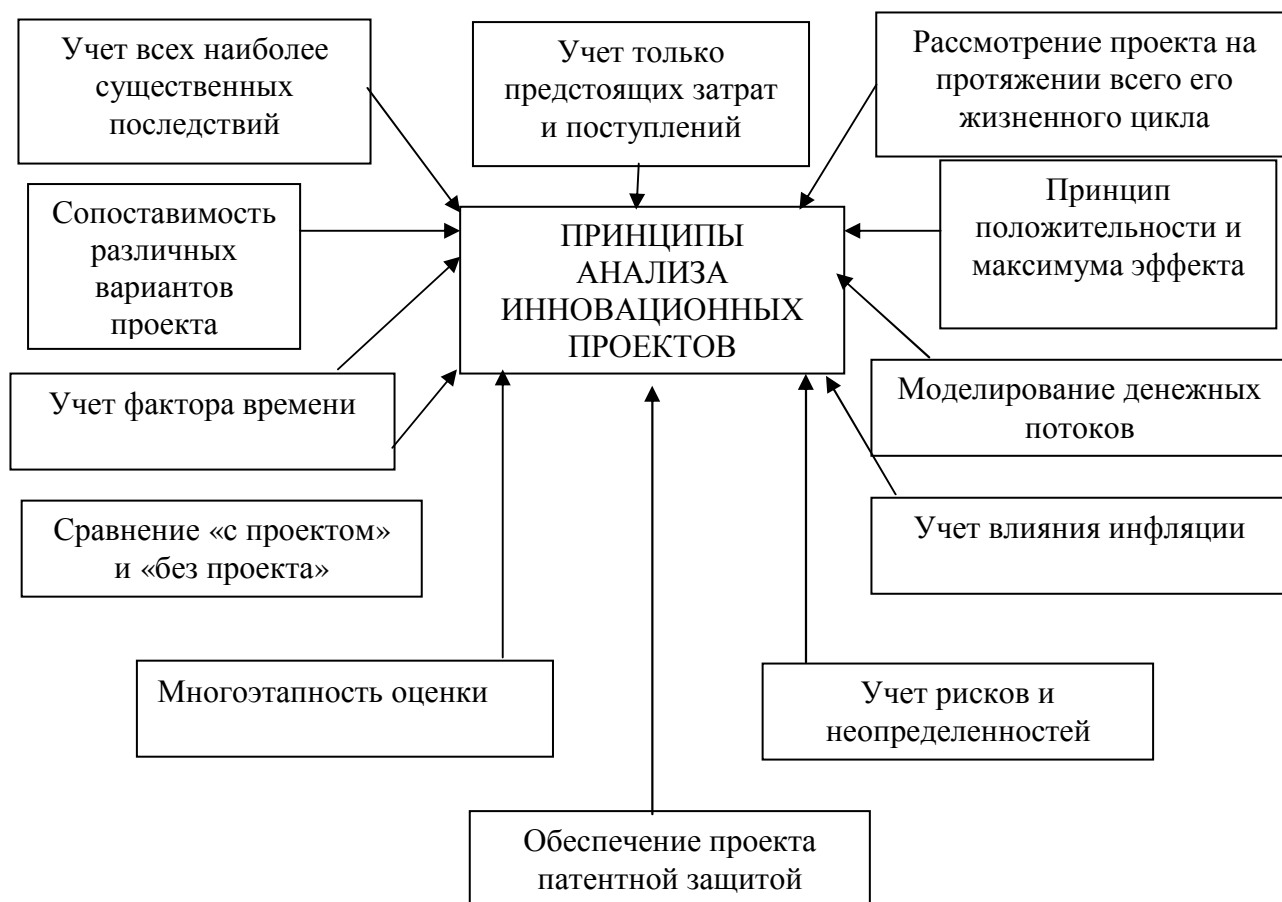 Учет всех наиболее
существенных
последствий
Учет только
предстоящих затрат
и поступлений
Рассмотрение проекта на
протяжении всего его
жизненного цикла
Сопоставимость
различных
вариантов
проекта
ПРИНЦИПЫ
АНАЛИЗА
ИННОВАЦИОННЫХ
ПРОЕКТОВ
Принцип
положительности и
максимума эффекта
Учет фактора времени
Моделирование денежных
потоков
Сравнение «с проектом»
и «без проекта»
Учет влияния инфляции
Многоэтапность оценки
Учет рисков и
неопределенностей
Обеспечение проекта
патентной защитой